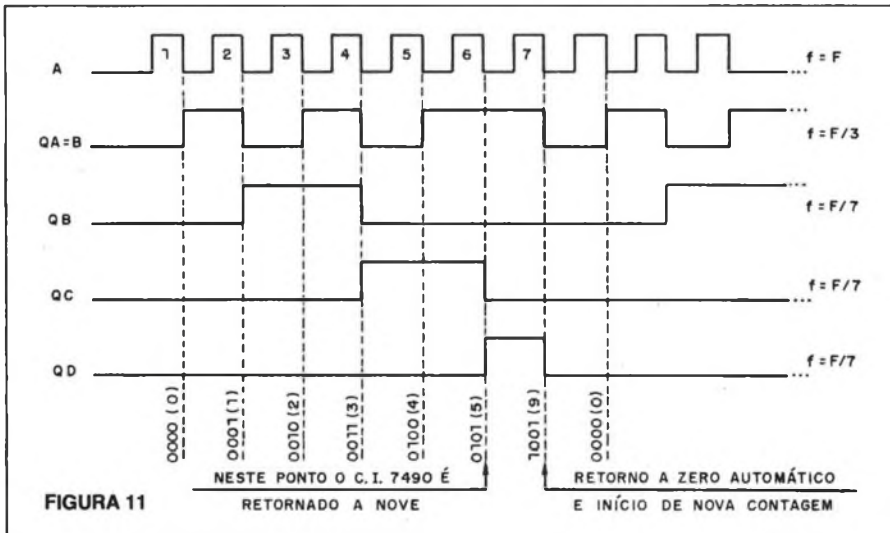 A 1 2 3 4 5 6 7 ... f = F
QA=B ... f = F/3
QB ... f = F/7
QC ... f = F/7
QD ... f = F/7
0000 (0) 0001 (1) 0010 (2) 0011 (3) 0100 (4) 0101 (5) 1001 (9) 0000 (0)
NESTE PONTO O C.I. 7490 É RETORNO A ZERO AUTOMÁTICO
RETORNADO A NOVE E INÍCIO DE NOVA CONTAGEM
FIGURA 11